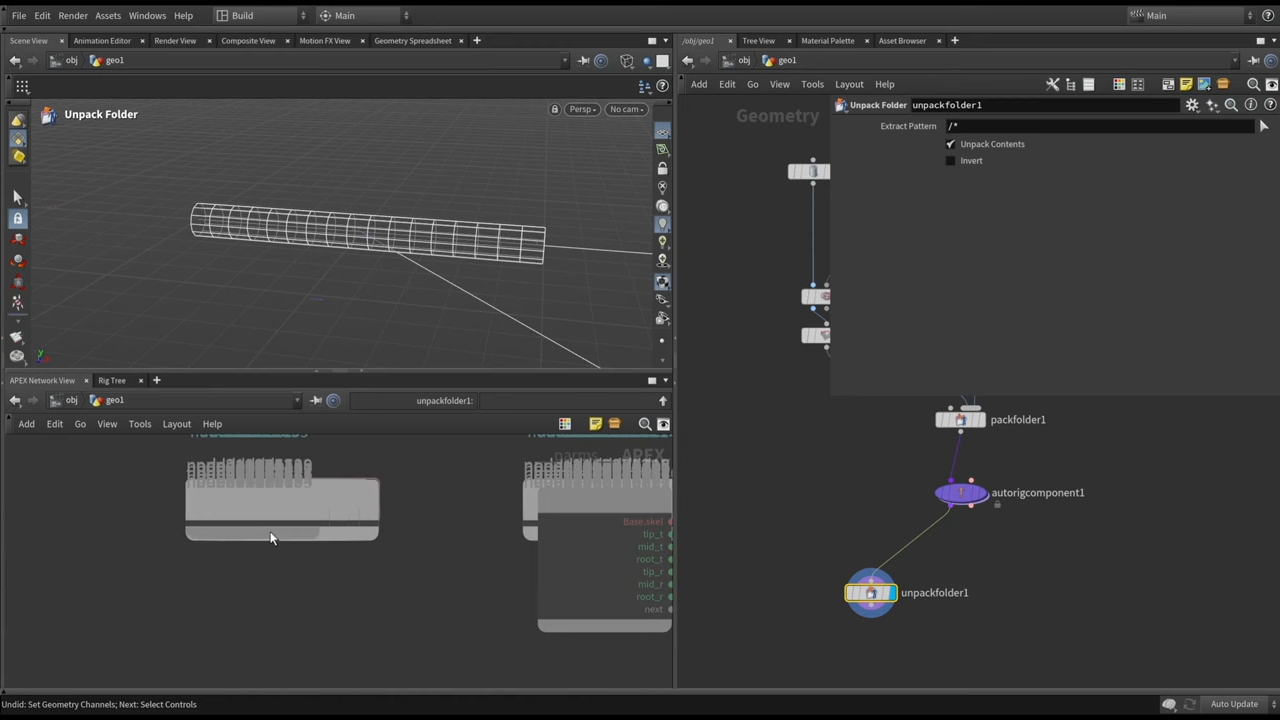 File Edit Render Assets Windows Help Build Main Main
Scene View Animation Editor Render View Composite View Motion FX View Geometry Spreadsheet
/obj/geo1 Tree View Material Palette Asset Browser
obj geo1
obj geo1
Add Edit Go View Tools Layout Help
Unpack Folder
Persp No cam
Geometry
Unpack Folder unpackfolder1
Extract Pattern /*
Unpack Contents
Invert
y
APEX Network View Rig Tree
obj geo1 unpackfolder1:
Add Edit Go View Tools Layout Help
parms APEX
Base.skel
tip_t
mid_t
root_t
tip_r
mid_r
root_r
next
packfolder1
autorigcomponent1
unpackfolder1
Undo: Set Geometry Channels; Next: Select Controls
Auto Update